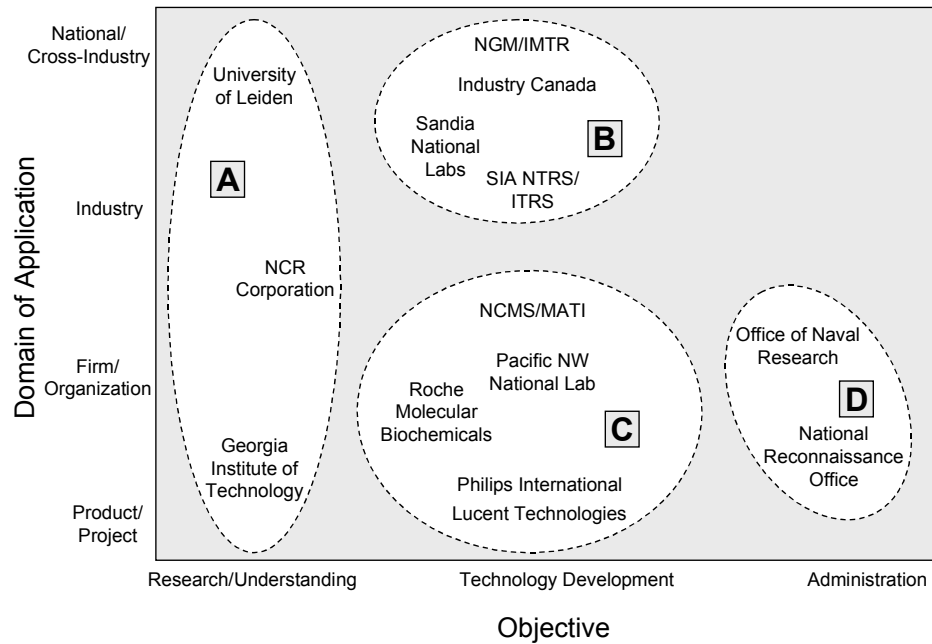 National/
Cross-Industry
Industry
Firm/
Organization
Product/
Project
Domain of Application
University
of Leiden
A
NCR
Corporation
Georgia
Institute of
Technology
NGM/IMTR
Industry Canada
Sandia
National
Labs
B
SIA NTRS/
ITRS
NCMS/MATI
Pacific NW
National Lab
Roche
Molecular
Biochemicals
C
Philips International
Lucent Technologies
Office of Naval
Research
D
National
Reconnaissance
Office
Research/Understanding
Technology Development
Administration
Objective